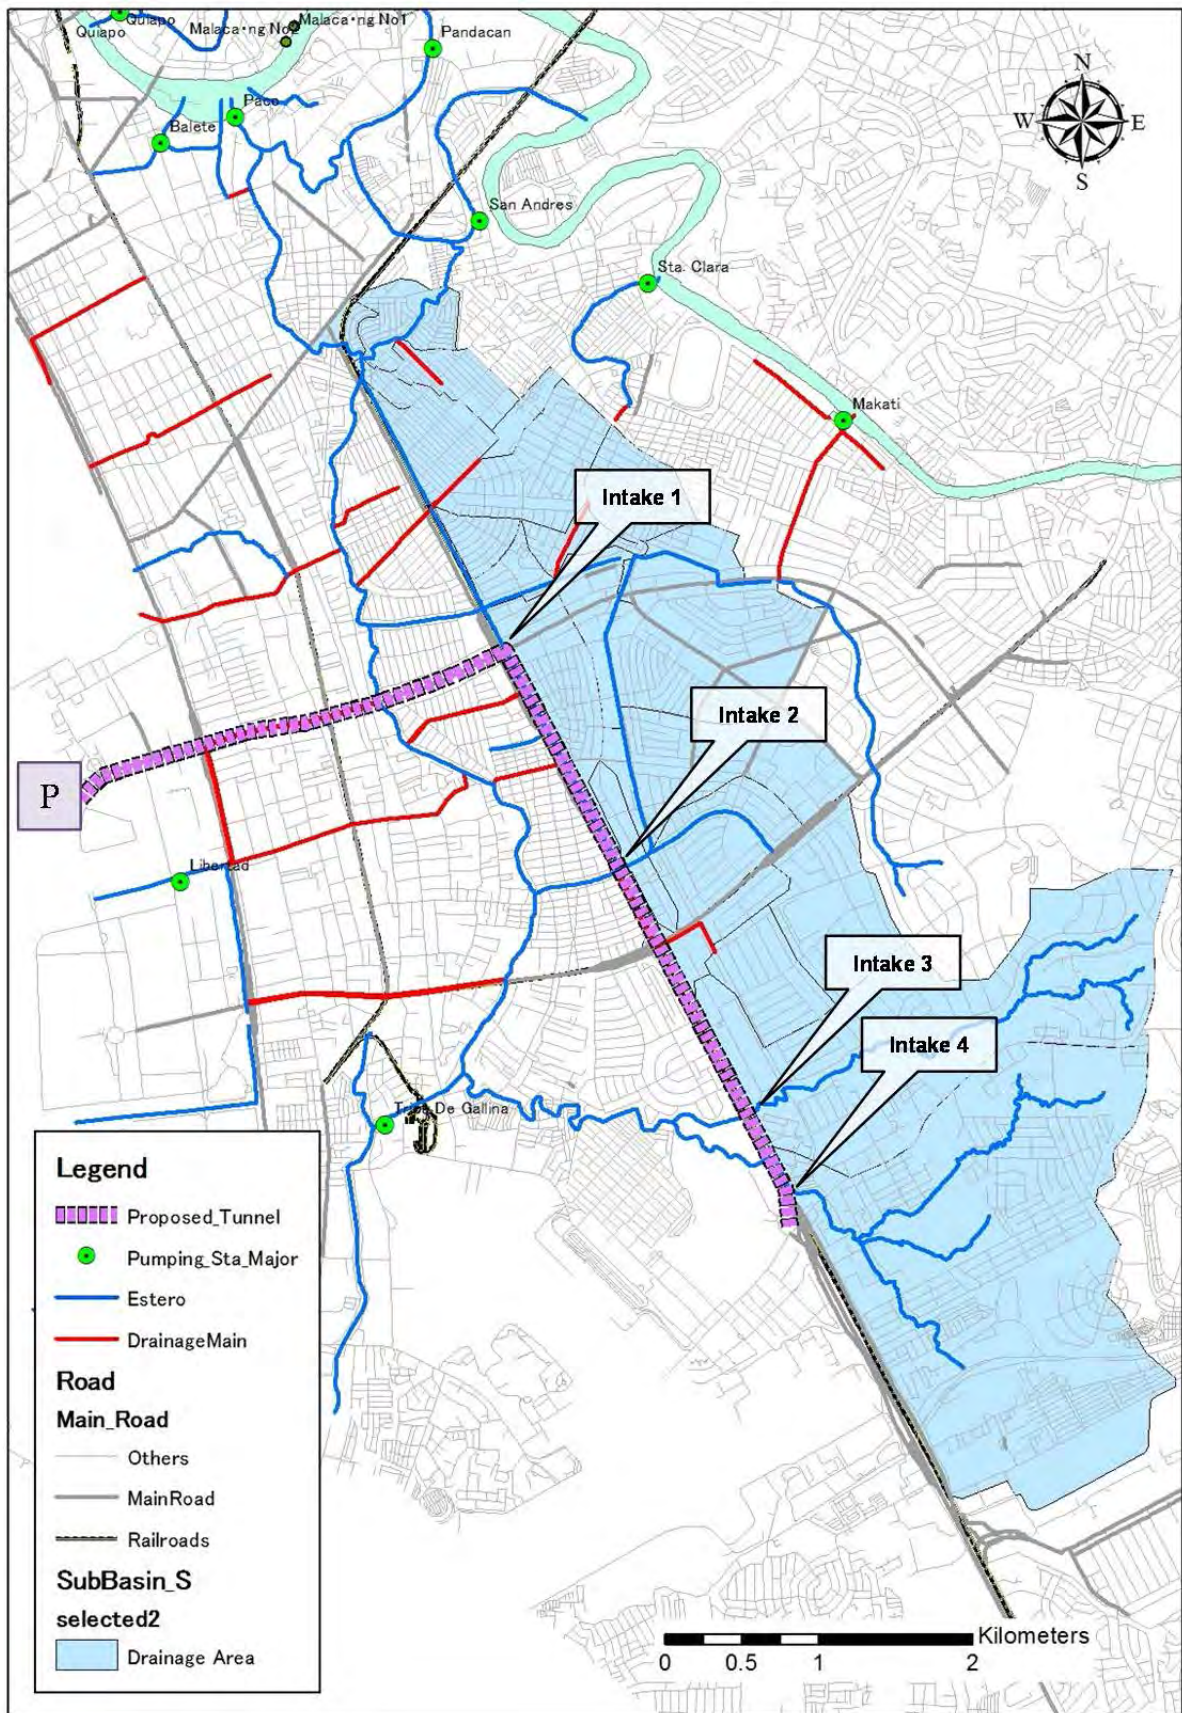 Quiapo
Quiapo
Malaca·ng No1
Malaca·ng No2
Pandacan
N
W
E
S
Paco
Balete
San Andres
Sta. Clara
Makati
Intake 1
Intake 2
P
Libertad
Intake 3
Intake 4
De Gallina
Legend
Proposed_Tunnel
Pumping_Sta_Major
Estero
DrainageMain
Road
Main_Road
Others
MainRoad
Railroads
SubBasin_S
selected2
Drainage Area
Kilometers
0 0.5 1 2